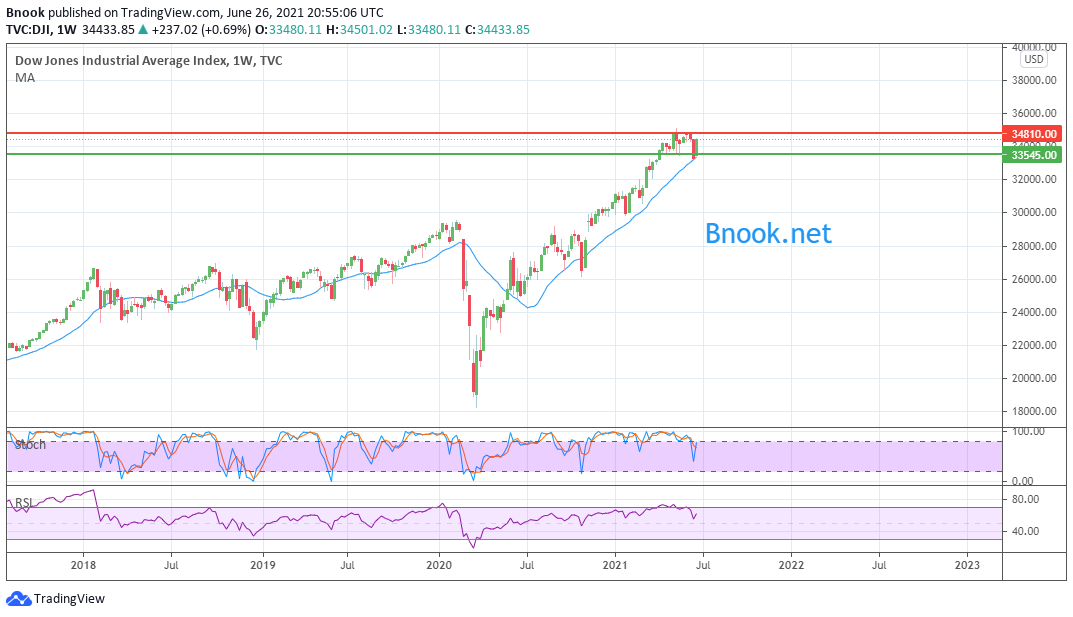 Bnook published on TradingView.com, June 26, 2021 20:55:06 UTC
TVC:DJI, 1W 34433.85 ▲ +237.02 (+0.69%) O:33480.11 H:34501.02 L:33480.11 C:34433.85
Dow Jones Industrial Average Index, 1W, TVC
MA
40000.00
USD
38000.00
36000.00
34810.00
34000.00
33545.00
32000.00
30000.00
Bnook.net
28000.00
26000.00
24000.00
22000.00
20000.00
18000.00
Stoch
100.00
0.00
RSI
80.00
40.00
2018 Jul 2019 Jul 2020 Jul 2021 Jul 2022 Jul 2023
TradingView